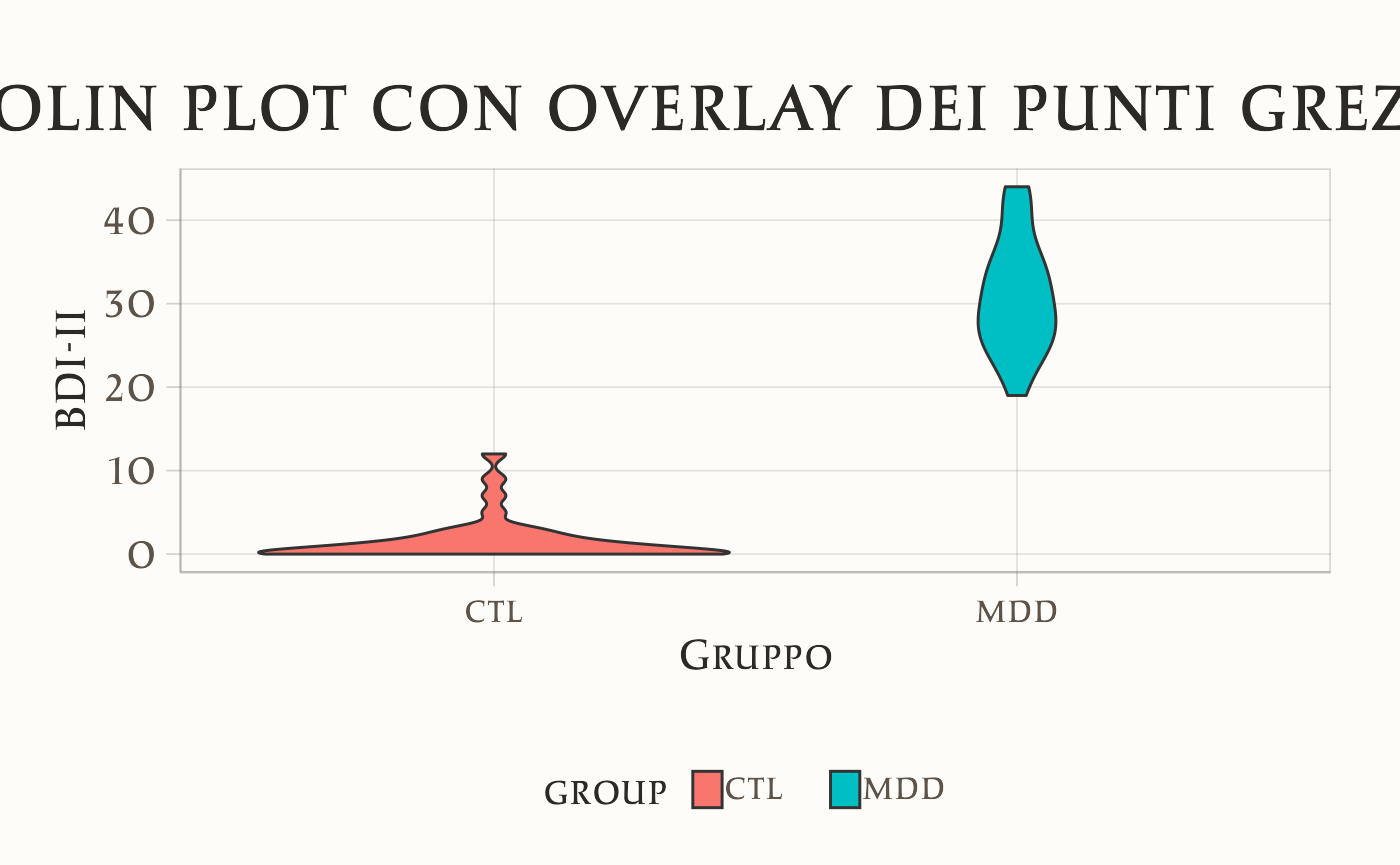 OLIN PLOT CON OVERLAY DEI PUNTI GREZ
40
30
20
10
0
BDI-II
CTL MDD
Gruppo
GROUP CTL MDD